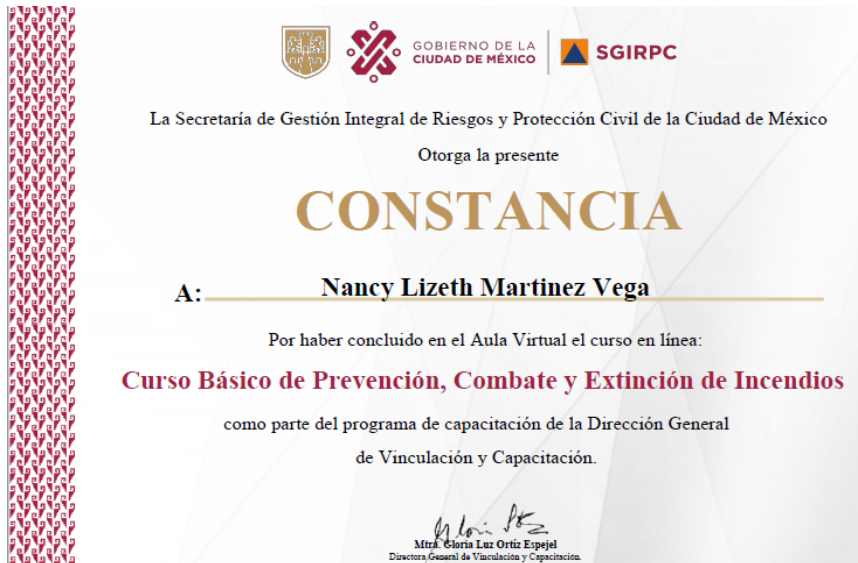 GOBIERNO DE LA
CIUDAD DE MÉXICO
SGIRPC
La Secretaría de Gestión Integral de Riesgos y Protección Civil de la Ciudad de México
Otorga la presente
CONSTANCIA
A: Nancy Lizeth Martinez Vega
Por haber concluido en el Aula Virtual el curso en línea:
Curso Básico de Prevención, Combate y Extinción de Incendios
como parte del programa de capacitación de la Dirección General
de Vinculación y Capacitación.
Mtra. Gloria Luz Ortiz Espejel
Directora General de Vinculación y Capacitación.